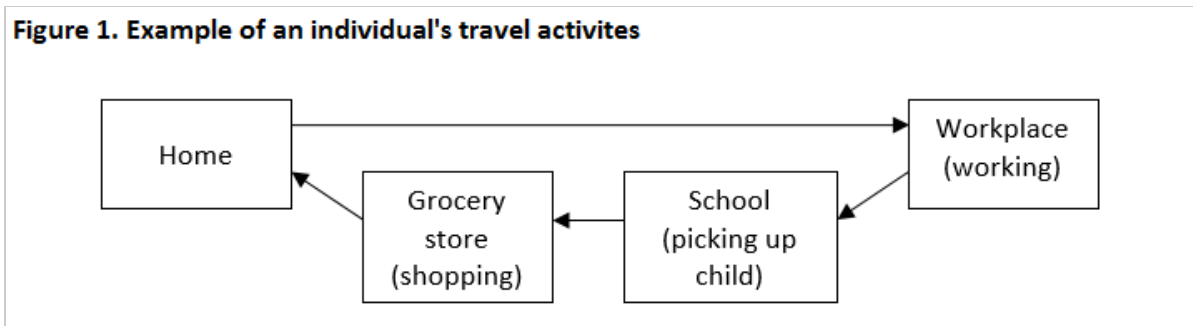 Figure 1. Example of an individual's travel activites
Home
Workplace
(working)
Grocery
store
(shopping)
School
(picking up
child)